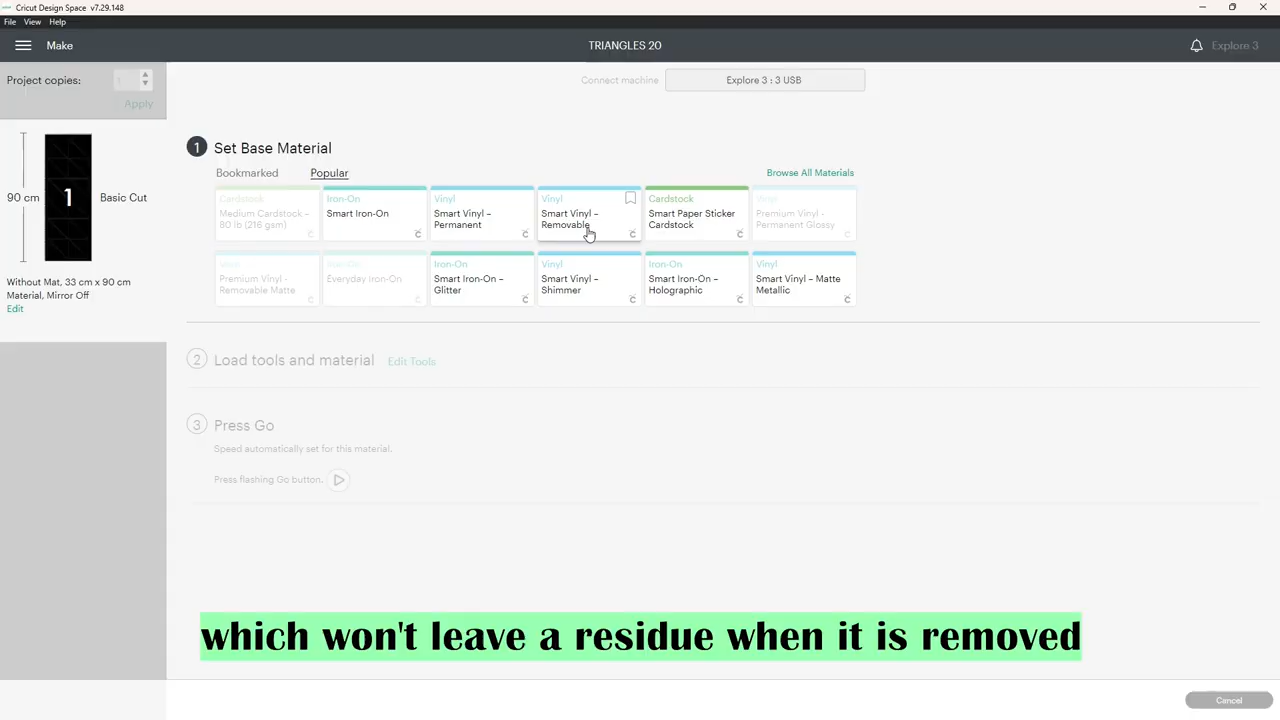 Cricut Design Space v7.29.148
File View Help
Make
TRIANGLES 20
Explore 3
Project copies:
1
Apply
Connect machine
Explore 3 : 3 USB
90 cm
1
Basic Cut
Without Mat, 33 cm x 90 cm
Material, Mirror Off
Edit
1 Set Base Material
Bookmarked Popular
Browse All Materials
Cardstock
Medium Cardstock –
80 lb (216 gsm)
Iron-On
Smart Iron-On
Vinyl
Smart Vinyl –
Permanent
Vinyl
Smart Vinyl –
Removable
Cardstock
Smart Paper Sticker
Cardstock
Vinyl
Premium Vinyl -
Permanent Glossy
Vinyl
Premium Vinyl -
Removable Matte
Iron-On
Everyday Iron-On
Iron-On
Smart Iron-On –
Glitter
Vinyl
Smart Vinyl –
Shimmer
Iron-On
Smart Iron-On –
Holographic
Vinyl
Smart Vinyl – Matte
Metallic
2 Load tools and material Edit Tools
3 Press Go
Speed automatically set for this material.
Press flashing Go button.
which won't leave a residue when it is removed
Cancel